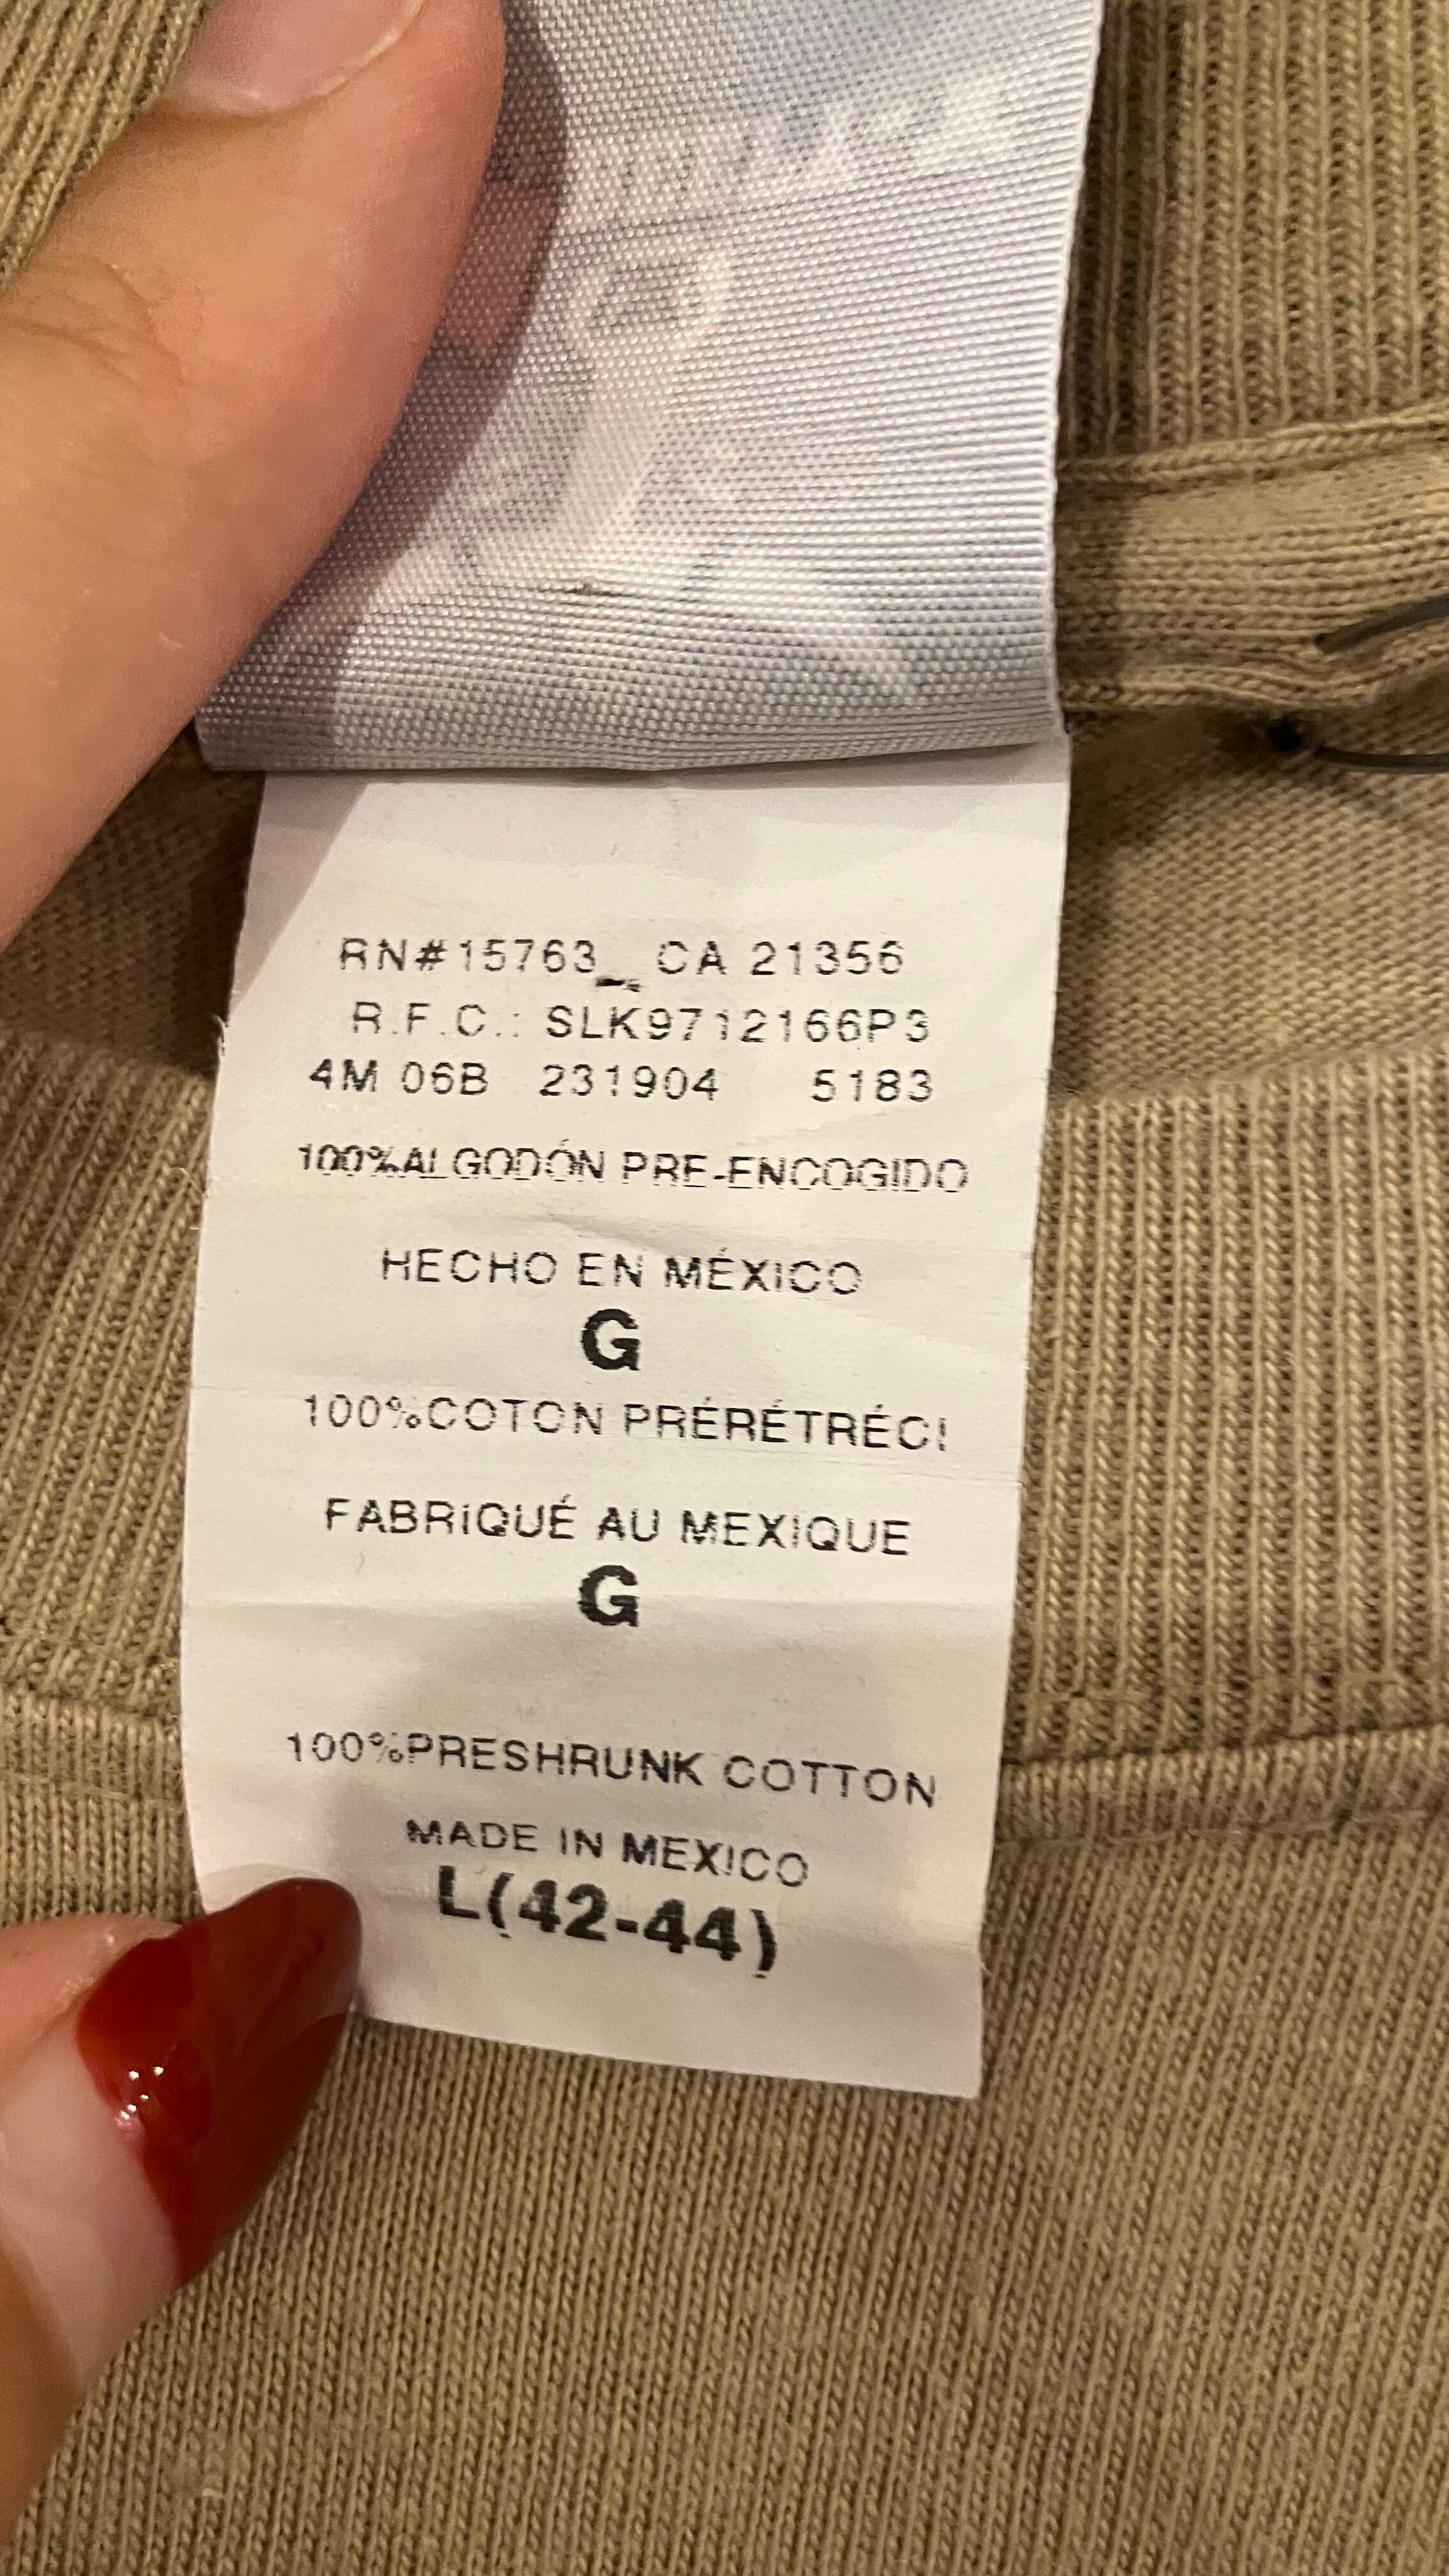 RN#15763_ CA 21356
R.F.C.: SLK9712166P3
4M 06B 231904 5183
100%ALGODÓN PRE-ENCOGIDO
HECHO EN MÉXICO
G
100%COTON PRÉRÉTRÉCI
FABRIQUÉ AU MEXIQUE
G
100%PRESHRUNK COTTON
MADE IN MEXICO
L(42-44)